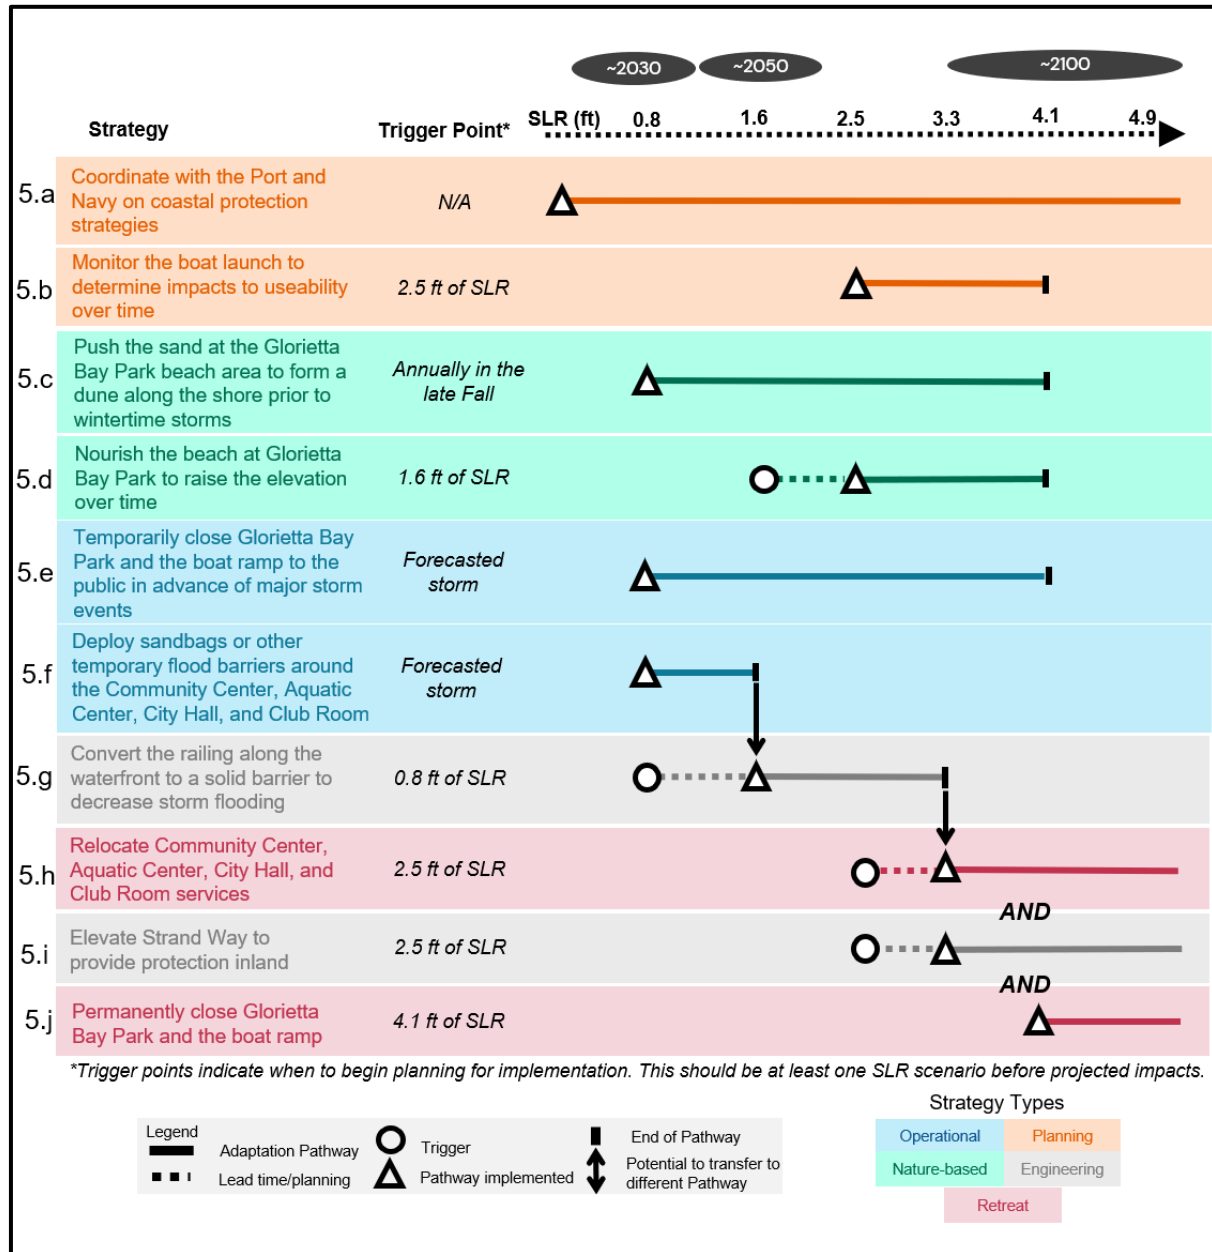 ~2030
~2050
~2100
Strategy
Trigger Point*
SLR (ft)
0.8
1.6
2.5
3.3
4.1
4.9
5.a
Coordinate with the Port and
Navy on coastal protection
strategies
N/A
5.b
Monitor the boat launch to
determine impacts to useability
over time
2.5 ft of SLR
5.c
Push the sand at the Glorietta
Bay Park beach area to form a
dune along the shore prior to
wintertime storms
Annually in the
late Fall
5.d
Nourish the beach at Glorietta
Bay Park to raise the elevation
over time
1.6 ft of SLR
5.e
Temporarily close Glorietta Bay
Park and the boat ramp to the
public in advance of major storm
events
Forecasted
storm
5.f
Deploy sandbags or other
temporary flood barriers around
the Community Center, Aquatic
Center, City Hall, and Club Room
Forecasted
storm
5.g
Convert the railing along the
waterfront to a solid barrier to
decrease storm flooding
0.8 ft of SLR
5.h
Relocate Community Center,
Aquatic Center, City Hall, and
Club Room services
2.5 ft of SLR
AND
5.i
Elevate Strand Way to
provide protection inland
2.5 ft of SLR
AND
5.j
Permanently close Glorietta
Bay Park and the boat ramp
4.1 ft of SLR
*Trigger points indicate when to begin planning for implementation. This should be at least one SLR scenario before projected impacts.
Legend
Adaptation Pathway
Lead time/planning
Trigger
Pathway implemented
End of Pathway
Potential to transfer to
different Pathway
Strategy Types
Operational
Planning
Nature-based
Engineering
Retreat